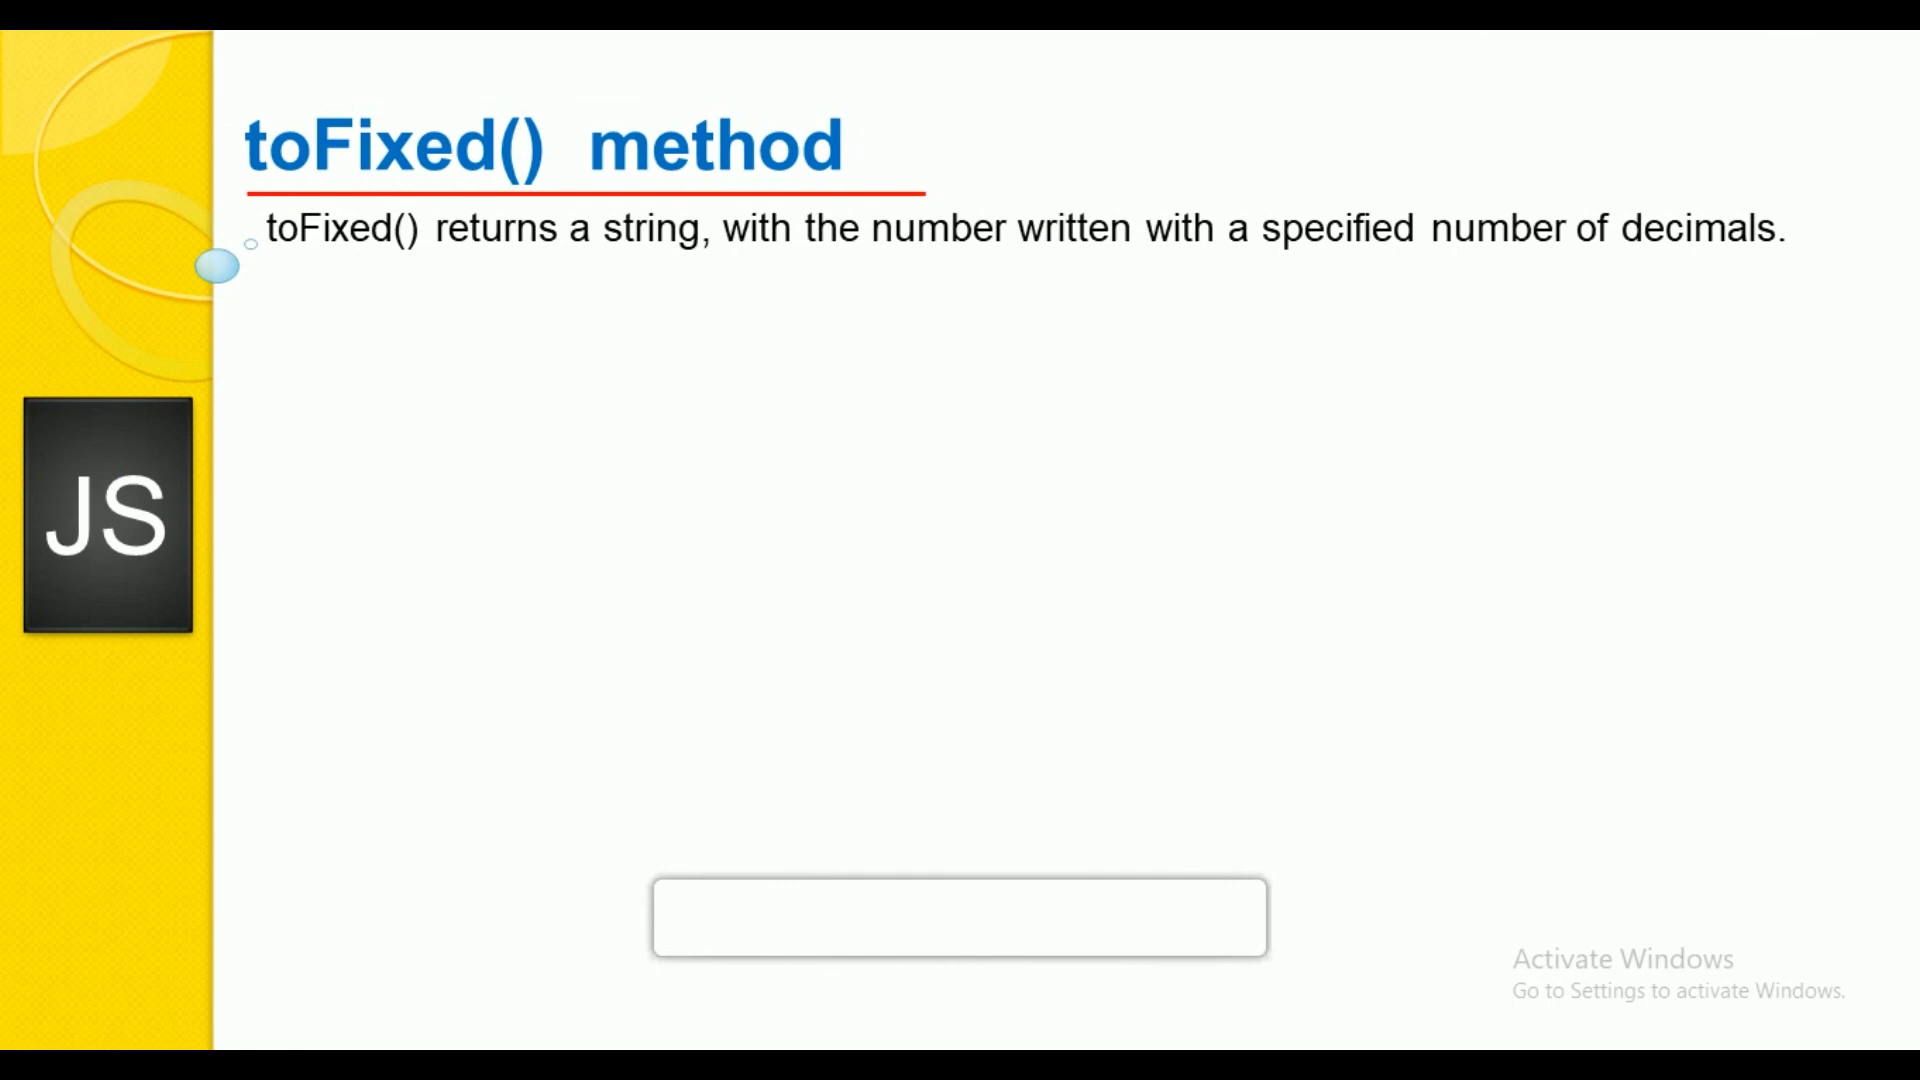 toFixed() method
toFixed() returns a string, with the number written with a specified number of decimals.
JS
Activate Windows
Go to Settings to activate Windows.